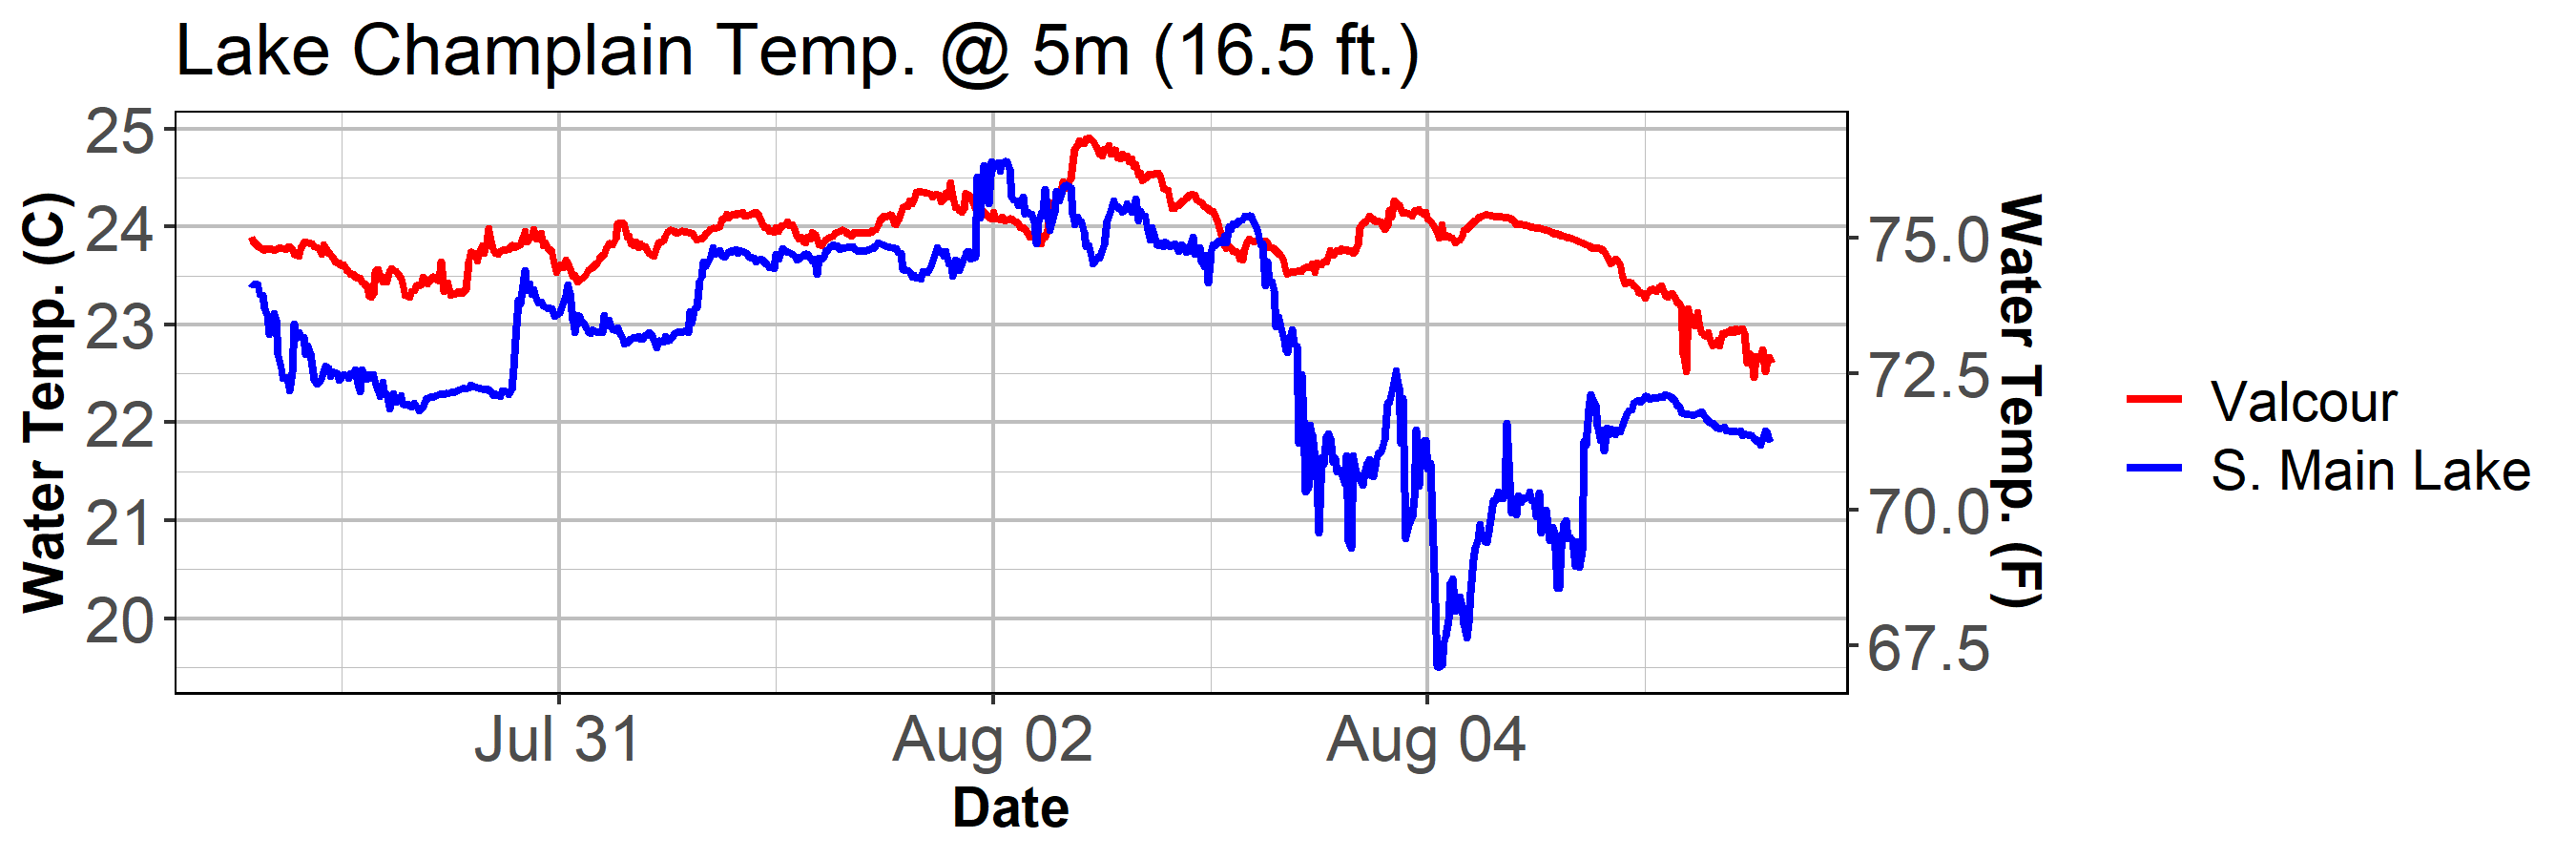 Lake Champlain Temp. @ 5m (16.5 ft.)
Water Temp. (C)
25
24
23
22
21
20
75.0
72.5
70.0
67.5
Water Temp. (F)
Jul 31
Aug 02
Aug 04
Date
Valcour
S. Main Lake